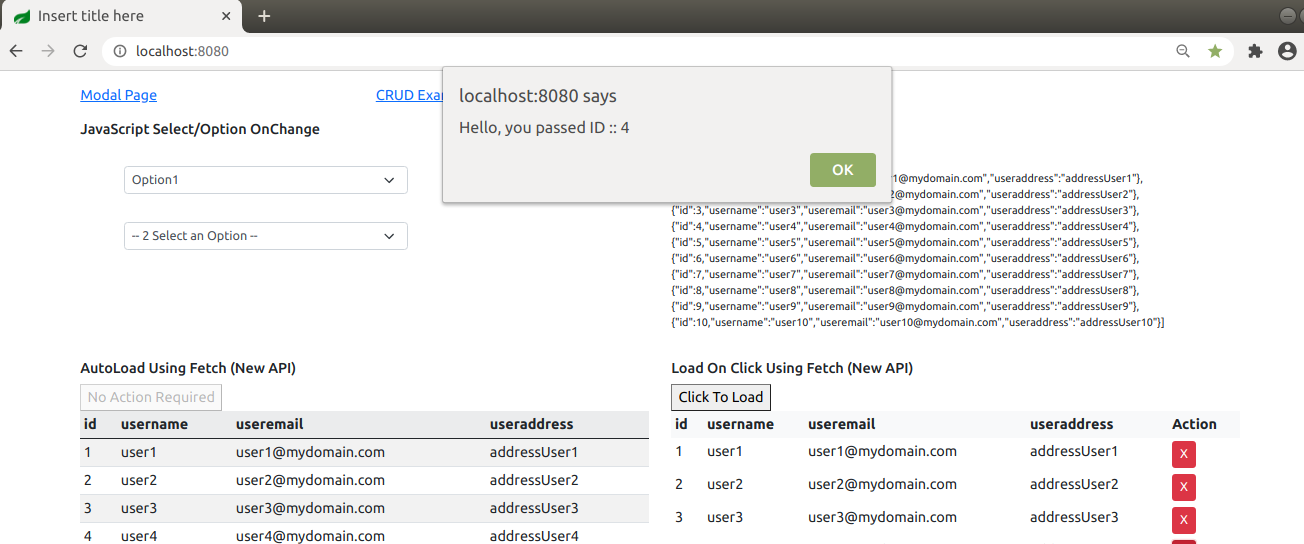 Insert title here
localhost:8080
Modal Page
CRUD Exa
localhost:8080 says
Hello, you passed ID :: 4
OK
JavaScript Select/Option OnChange
Option1
-- 2 Select an Option --
1@mydomain.com","useraddress":"addressUser1"},
2@mydomain.com","useraddress":"addressUser2"},
{"id":3,"username":"user3","useremail":"user3@mydomain.com","useraddress":"addressUser3"},
{"id":4,"username":"user4","useremail":"user4@mydomain.com","useraddress":"addressUser4"},
{"id":5,"username":"user5","useremail":"user5@mydomain.com","useraddress":"addressUser5"},
{"id":6,"username":"user6","useremail":"user6@mydomain.com","useraddress":"addressUser6"},
{"id":7,"username":"user7","useremail":"user7@mydomain.com","useraddress":"addressUser7"},
{"id":8,"username":"user8","useremail":"user8@mydomain.com","useraddress":"addressUser8"},
{"id":9,"username":"user9","useremail":"user9@mydomain.com","useraddress":"addressUser9"},
{"id":10,"username":"user10","useremail":"user10@mydomain.com","useraddress":"addressUser10"}]
AutoLoad Using Fetch (New API)
No Action Required
id username useremail useraddress
1 user1 user1@mydomain.com addressUser1
2 user2 user2@mydomain.com addressUser2
3 user3 user3@mydomain.com addressUser3
4 user4 user4@mydomain.com addressUser4
Load On Click Using Fetch (New API)
Click To Load
id username useremail useraddress Action
1 user1 user1@mydomain.com addressUser1 X
2 user2 user2@mydomain.com addressUser2 X
3 user3 user3@mydomain.com addressUser3 X